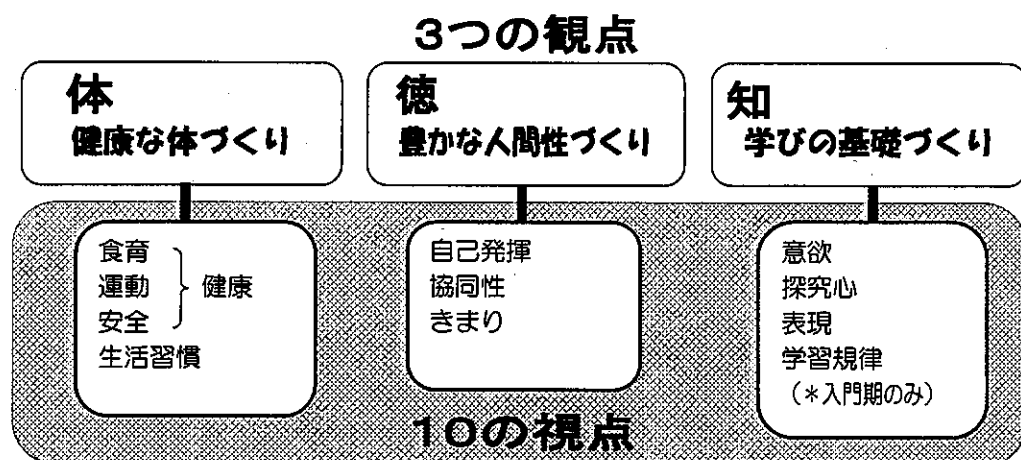 3つの観点
体
健康な体づくり
徳
豊かな人間性づくり
知
学びの基礎づくり
食育
運動
安全
健康
生活習慣
自己発揮
協同性
きまり
意欲
探究心
表現
学習規律
（＊入門期のみ）
10の視点